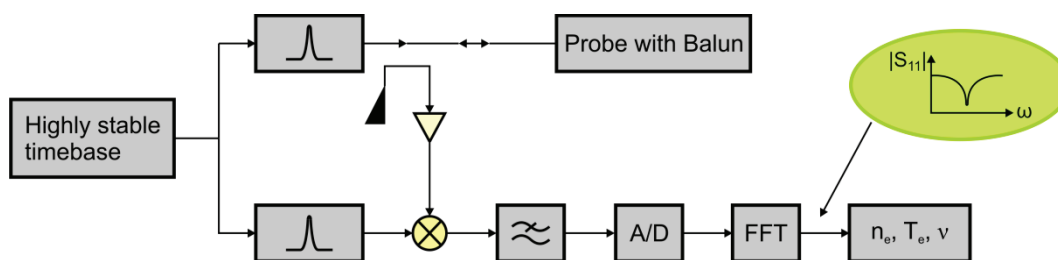 Probe with Balun
|S₁₁|
ω
Highly stable
timebase
A/D
FFT
nₑ, Tₑ, ν